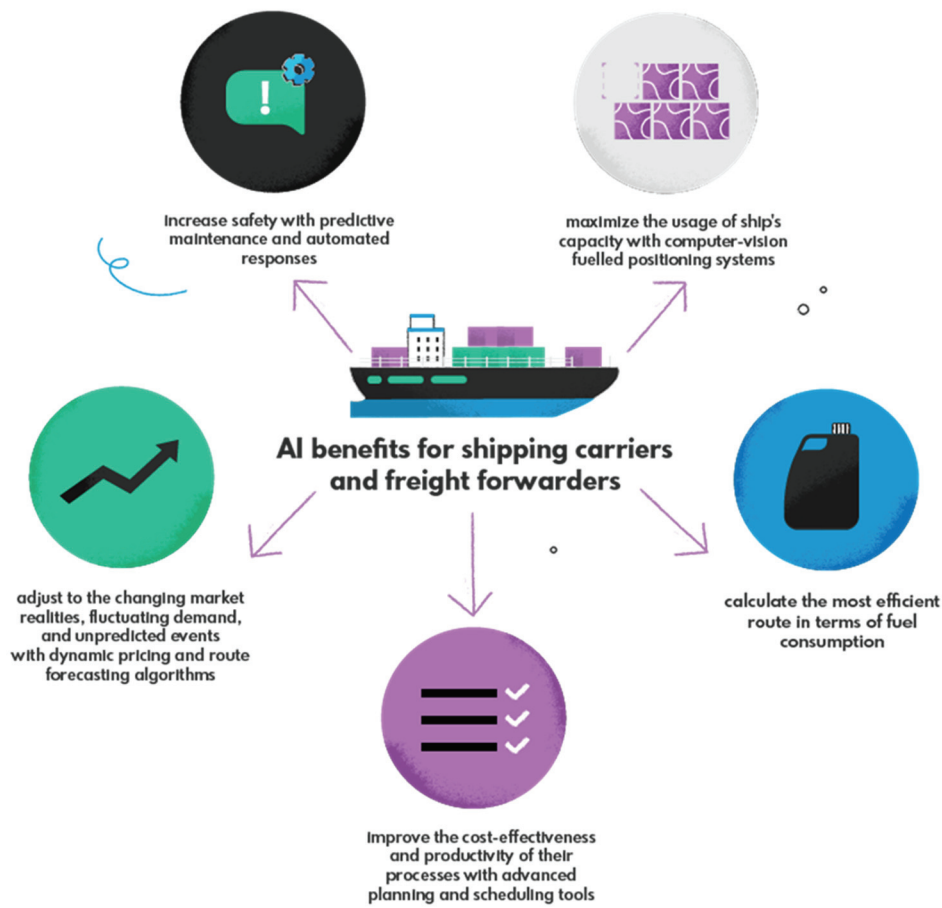 increase safety with predictive
maintenance and automated
responses
maximize the usage of ship's
capacity with computer-vision
fuelled positioning systems
AI benefits for shipping carriers
and freight forwarders
adjust to the changing market
realities, fluctuating demand,
and unpredicted events
with dynamic pricing and route
forecasting algorithms
calculate the most efficient
route in terms of fuel
consumption
improve the cost-effectiveness
and productivity of their
processes with advanced
planning and scheduling tools